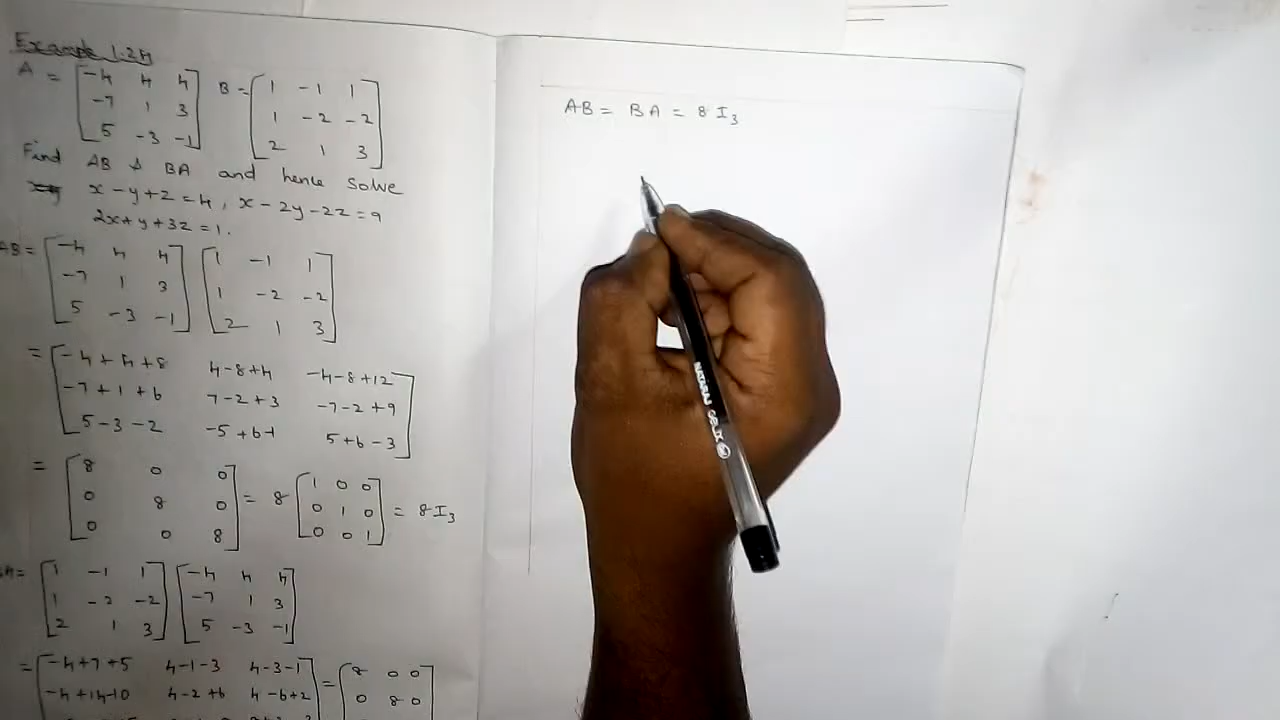 Example 1.24
A = [-4 4 4 B = [1 -1 1
-7 1 3 1 -2 -2
5 -3 -1] 2 1 3]
Find AB & BA and hence Solve
x - y + z = 4, x - 2y - 2z = 9
2x + y + 3z = 1.
AB = [-4 4 4 [1 -1 1
-7 1 3 1 -2 -2
5 -3 -1] 2 1 3]
= [-4 + 4 + 8 4 - 8 + 4 -4 - 8 + 12
-7 + 1 + 6 7 - 2 + 3 -7 - 2 + 9
5 - 3 - 2 -5 + 6 + 5 + 6 - 3]
= [8 0 0 = 8 [1 0 0 = 8 I3
0 8 0 0 1 0
0 0 8] 0 0 1]
BA = [1 -1 1 [-4 4 4
1 -2 -2 -7 1 3
2 1 3] 5 -3 -1]
= [-4 + 7 + 5 4 - 1 - 3 4 - 3 - 1 = [8 0 0
-4 + 14 - 10 4 - 2 + 6 4 - 6 + 2 0 8 0
AB = BA = 8 I3
NATARAJ GELIX